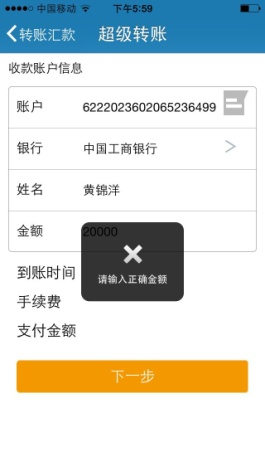 中国移动 下午5:59
转账汇款 超级转账
收款账户信息
账户 6222023602065236499
银行 中国工商银行
姓名 黄锦洋
金额 20000
请输入正确金额
到账时间
手续费
支付金额
下一步